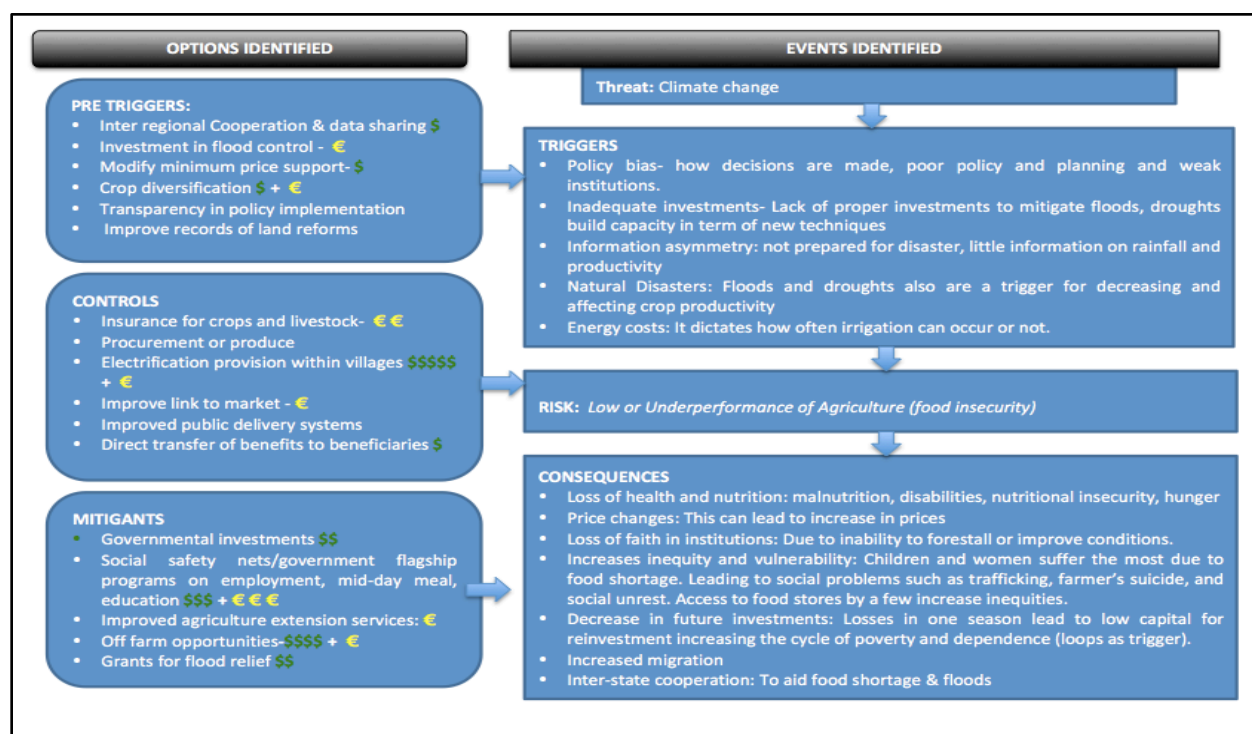 OPTIONS IDENTIFIED
PRE TRIGGERS:
• Inter regional Cooperation & data sharing $
• Investment in flood control - €
• Modify minimum price support- $
• Crop diversification $ + €
• Transparency in policy implementation
• Improve records of land reforms
CONTROLS
• Insurance for crops and livestock- € €
• Procurement or produce
• Electrification provision within villages $$$$$
+ €
• Improve link to market - €
• Improved public delivery systems
• Direct transfer of benefits to beneficiaries $
MITIGANTS
• Governmental investments $$
• Social safety nets/government flagship
programs on employment, mid-day meal,
education $$$ + € € €
• Improved agriculture extension services: €
• Off farm opportunities-$$$$ + €
• Grants for flood relief $$
EVENTS IDENTIFIED
Threat: Climate change
TRIGGERS
• Policy bias- how decisions are made, poor policy and planning and weak
institutions.
• Inadequate investments- Lack of proper investments to mitigate floods, droughts
build capacity in term of new techniques
• Information asymmetry: not prepared for disaster, little information on rainfall and
productivity
• Natural Disasters: Floods and droughts also are a trigger for decreasing and
affecting crop productivity
• Energy costs: It dictates how often irrigation can occur or not.
RISK: Low or Underperformance of Agriculture (food insecurity)
CONSEQUENCES
• Loss of health and nutrition: malnutrition, disabilities, nutritional insecurity, hunger
• Price changes: This can lead to increase in prices
• Loss of faith in institutions: Due to inability to forestall or improve conditions.
• Increases inequity and vulnerability: Children and women suffer the most due to
food shortage. Leading to social problems such as trafficking, farmer's suicide, and
social unrest. Access to food stores by a few increase inequities.
• Decrease in future investments: Losses in one season lead to low capital for
reinvestment increasing the cycle of poverty and dependence (loops as trigger).
• Increased migration
• Inter-state cooperation: To aid food shortage & floods